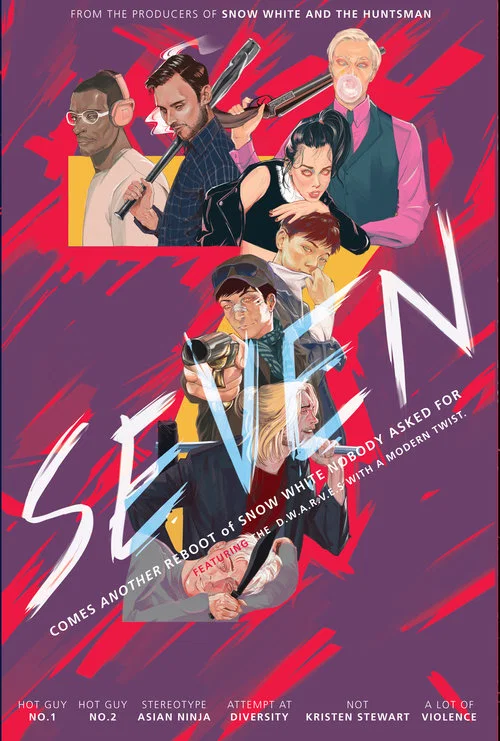 FROM THE PRODUCERS OF SNOW WHITE AND THE HUNTSMAN
SEVEN
COMES ANOTHER REBOOT of SNOW WHITE NOBODY ASKED FOR
FEATURING THE D.W.A.R.V.E.S WITH A MODERN TWIST.
HOT GUY
NO.1
HOT GUY
NO.2
STEREOTYPE
ASIAN NINJA
ATTEMPT AT
DIVERSITY
NOT
KRISTEN STEWART
A LOT OF
VIOLENCE